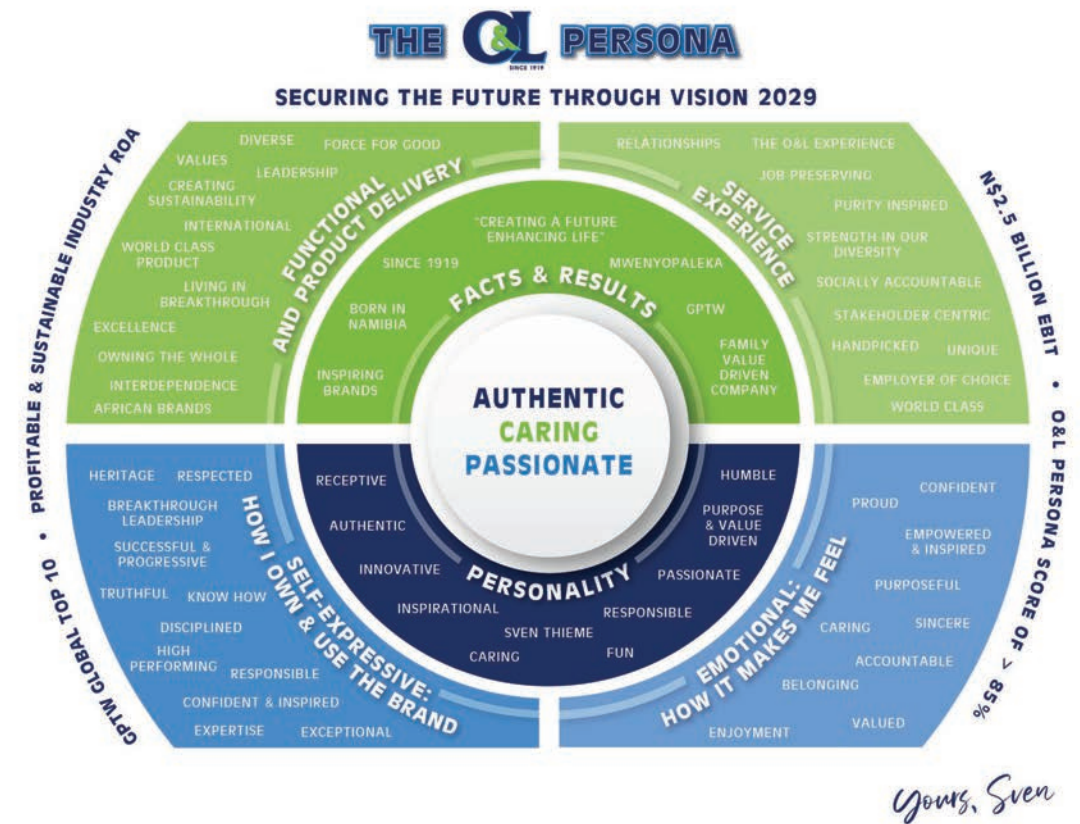 THE O&L PERSONA
SINCE 1919
SECURING THE FUTURE THROUGH VISION 2029
GPTW GLOBAL TOP 10 • PROFITABLE & SUSTAINABLE INDUSTRY ROA
N$2.5 BILLION EBIT • O&L PERSONA SCORE OF > 85%
FUNCTIONAL
AND PRODUCT DELIVERY
DIVERSE
FORCE FOR GOOD
VALUES
LEADERSHIP
CREATING
SUSTAINABILITY
INTERNATIONAL
WORLD CLASS
PRODUCT
LIVING IN
BREAKTHROUGH
EXCELLENCE
OWNING THE WHOLE
INTERDEPENDENCE
AFRICAN BRANDS
SERVICE
EXPERIENCE
RELATIONSHIPS
THE O&L EXPERIENCE
JOB PRESERVING
PURITY INSPIRED
STRENGTH IN OUR
DIVERSITY
SOCIALLY ACCOUNTABLE
STAKEHOLDER CENTRIC
HANDPICKED
UNIQUE
EMPLOYER OF CHOICE
WORLD CLASS
FACTS & RESULTS
"CREATING A FUTURE
ENHANCING LIFE"
SINCE 1919
MWENYOPALEKA
BORN IN
NAMIBIA
GPTW
INSPIRING
BRANDS
FAMILY
VALUE
DRIVEN
COMPANY
AUTHENTIC
CARING
PASSIONATE
PERSONALITY
RECEPTIVE
HUMBLE
AUTHENTIC
PURPOSE
& VALUE
DRIVEN
INNOVATIVE
PASSIONATE
INSPIRATIONAL
RESPONSIBLE
SVEN THIEME
CARING
FUN
SELF-EXPRESSIVE:
HOW I OWN & USE THE BRAND
HERITAGE
RESPECTED
BREAKTHROUGH
LEADERSHIP
SUCCESSFUL &
PROGRESSIVE
TRUTHFUL
KNOW HOW
DISCIPLINED
HIGH
PERFORMING
RESPONSIBLE
CONFIDENT & INSPIRED
EXPERTISE
EXCEPTIONAL
EMOTIONAL:
HOW IT MAKES ME FEEL
CONFIDENT
PROUD
EMPOWERED
& INSPIRED
PURPOSEFUL
CARING
SINCERE
ACCOUNTABLE
BELONGING
VALUED
ENJOYMENT
Yours, Sven